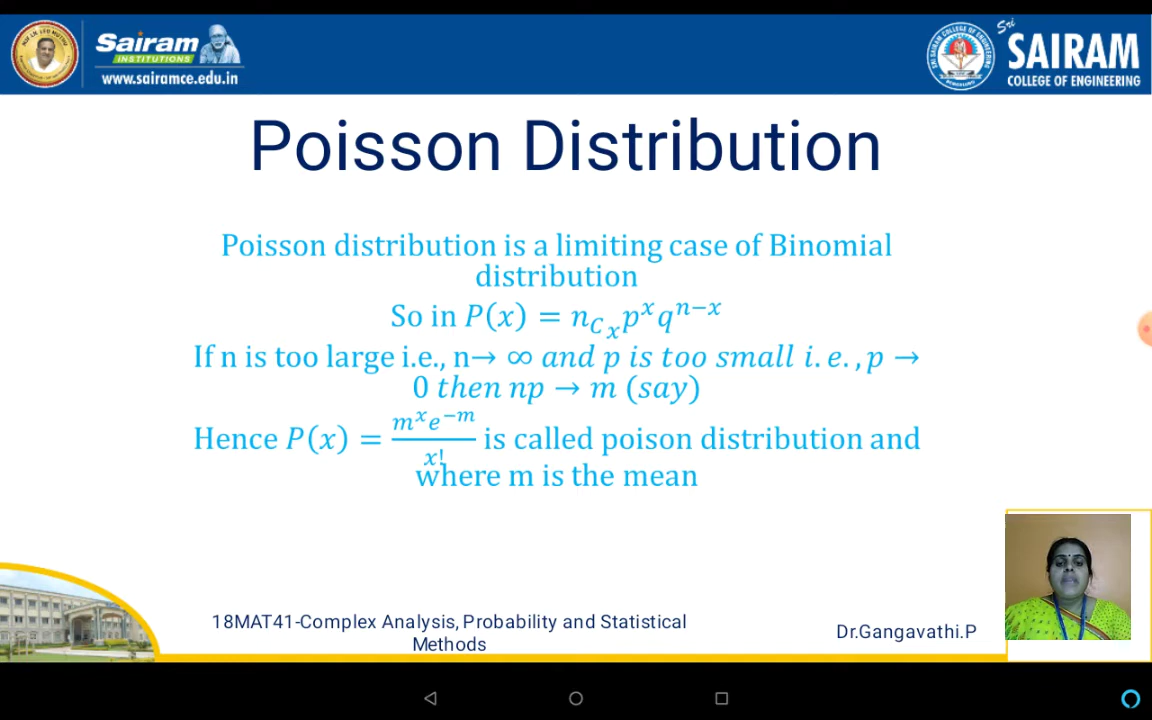 Sairam
INSTITUTIONS
www.sairamce.edu.in
Sri
SAIRAM
COLLEGE OF ENGINEERING
Poisson Distribution
Poisson distribution is a limiting case of Binomial
distribution
So in P(x) = n_{C_x} p^x q^{n−x}
If n is too large i.e., n→ ∞ and p is too small i.e., p →
0 then np → m (say)
Hence P(x) = \frac{m^x e^{−m}}{x!} is called poison distribution and
where m is the mean
18MAT41-Complex Analysis, Probability and Statistical
Methods
Dr.Gangavathi.P